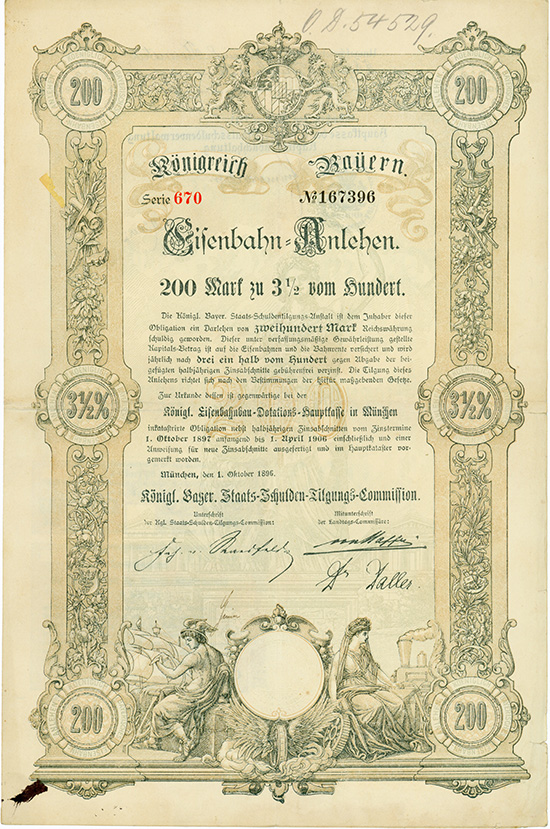 O. D. 54529.
200 200
Königreich Bayern.
Serie 670 No 167396
Eisenbahn=Anlehen.
200 Mark zu 3 1/2 vom Hundert.
Die Königl. Bayer. Staats-Schuldentilgungs-Anstalt ist dem Inhaber dieser
Obligation ein Darlehen von zweihundert Mark Reichswährung
schuldig geworden. Dieser unter verfassungsmäßige Gewährleistung gestellte
Kapitals-Betrag ist auf die Eisenbahnen und die Bahnrente versichert und wird
jährlich nach drei ein halb vom Hundert gegen Abgabe der bei-
gefügten halbjährigen Zinsabschnitte gebührenfrei verzinst. Die Tilgung dieses
Anlehens richtet sich nach den Bestimmungen der hiefür maßgebenden Gesetze.
Zur Urkunde dessen ist gegenwärtige bei der
3½% 3½%
Königl. Eisenbahnbau-Dotations-Hauptkasse in München
inkatastrirte Obligation nebst halbjährigen Zinsabschnitten vom Zinstermine
1. Oktober 1897 anfangend bis 1. April 1906 einschließlich und einer
Anweisung für neue Zinsabschnitte ausgefertigt und im Hauptkataster vor-
gemerkt worden.
München, den 1. Oktober 1896.
Königl. Bayer. Staats-Schulden-Tilgungs-Commission.
Unterschrift Mitunterschrift
der Kgl. Staats-Schulden-Tilgungs-Commission: der Landtags-Commissäre:
Dr Daller.
200 200